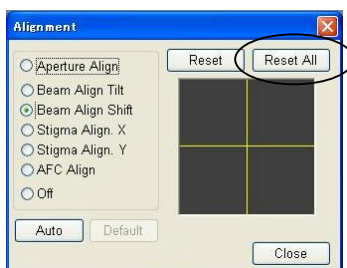 Alignment
Reset Reset All
Aperture Align
Beam Align Tilt
Beam Align Shift
Stigma Align. X
Stigma Align. Y
AFC Align
Off
Auto Default
Close